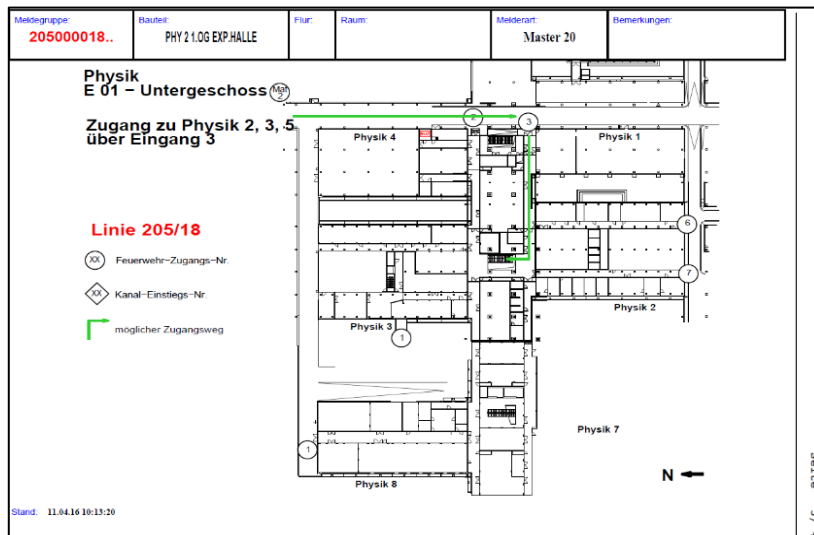 Meldegruppe:
205000018..
Bauteil:
PHY 2 1.OG EXP.HALLE
Flur:
Raum:
Melderart:
Master 20
Bemerkungen:
Physik
E 01 – Untergeschoss
Mat
2
Zugang zu Physik 2, 3, 5
über Eingang 3
2
3
Physik 4
Physik 1
Linie 205/18
6
XX Feuerwehr–Zugangs–Nr.
7
XX Kanal–Einstiegs–Nr.
Physik 2
möglicher Zugangsweg
Physik 3
1
Physik 7
1
N
Physik 8
Stand: 11.04.16 10:13:20